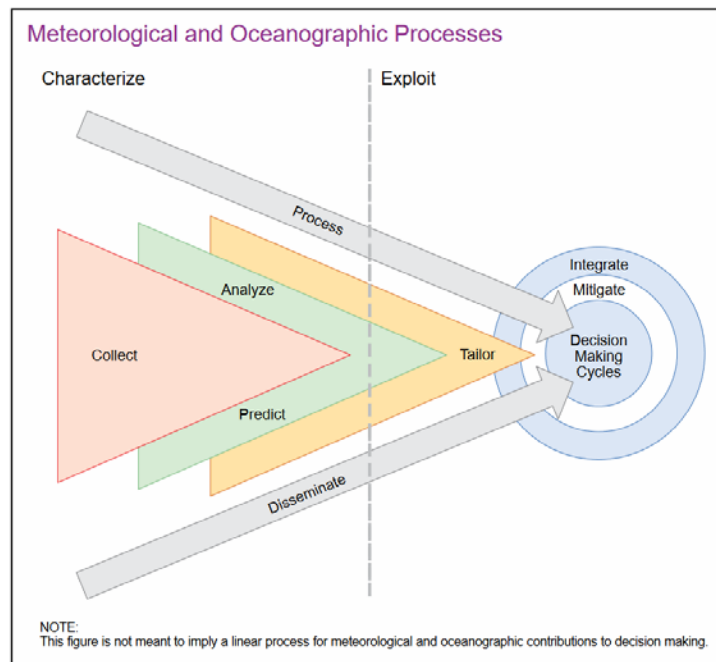 Meteorological and Oceanographic Processes
Characterize
Exploit
Process
Integrate
Mitigate
Analyze
Collect
Tailor
Decision
Making
Cycles
Predict
Disseminate
NOTE:
This figure is not meant to imply a linear process for meteorological and oceanographic contributions to decision making.